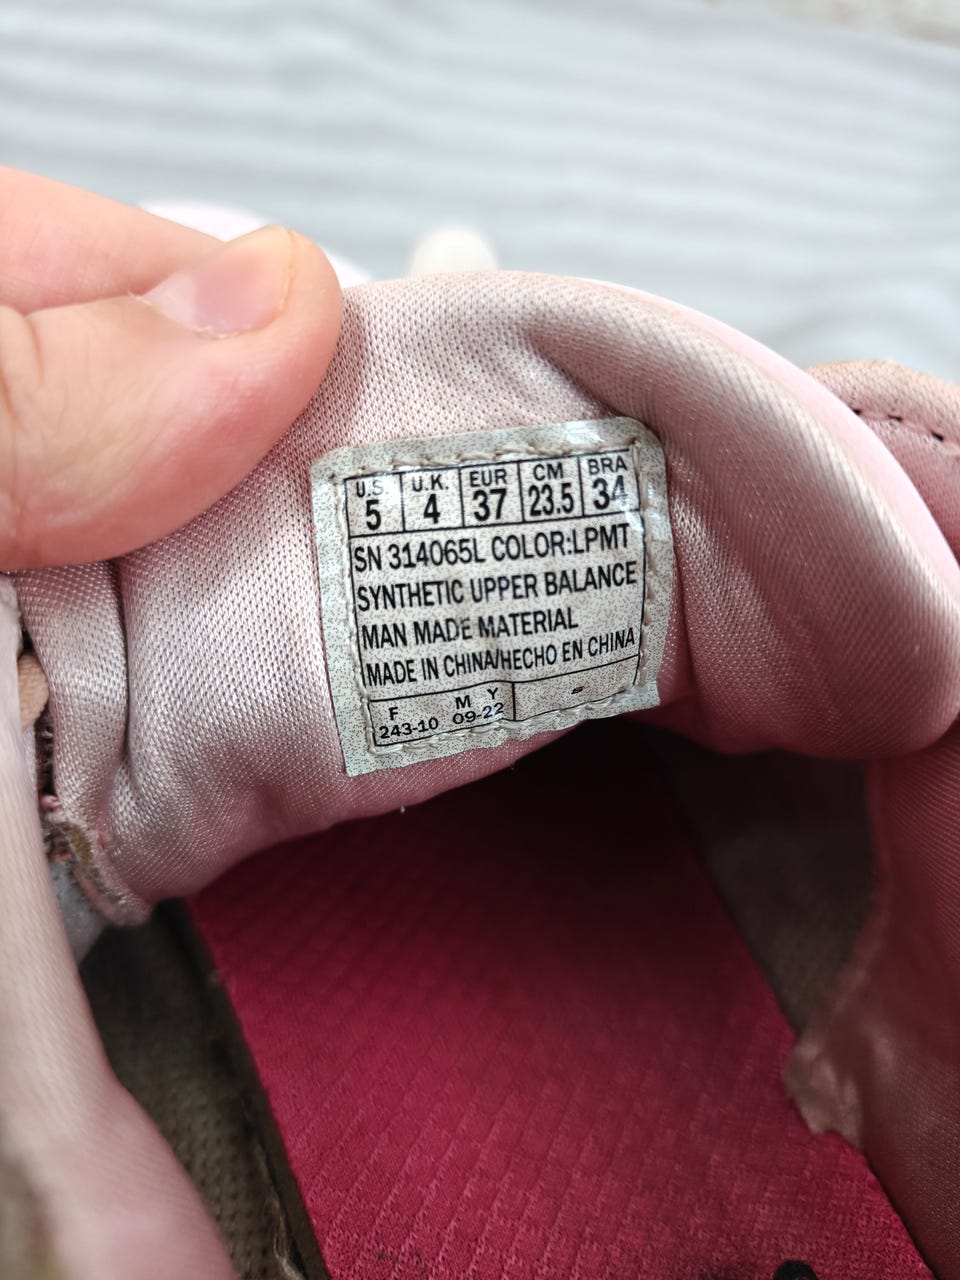 U.S U.K. EUR CM BRA
5 4 37 23.5 34
SN 314065L COLOR:LPMT
SYNTHETIC UPPER BALANCE
MAN MADE MATERIAL
MADE IN CHINA/HECHO EN CHINA
F M Y
243-10 09-22